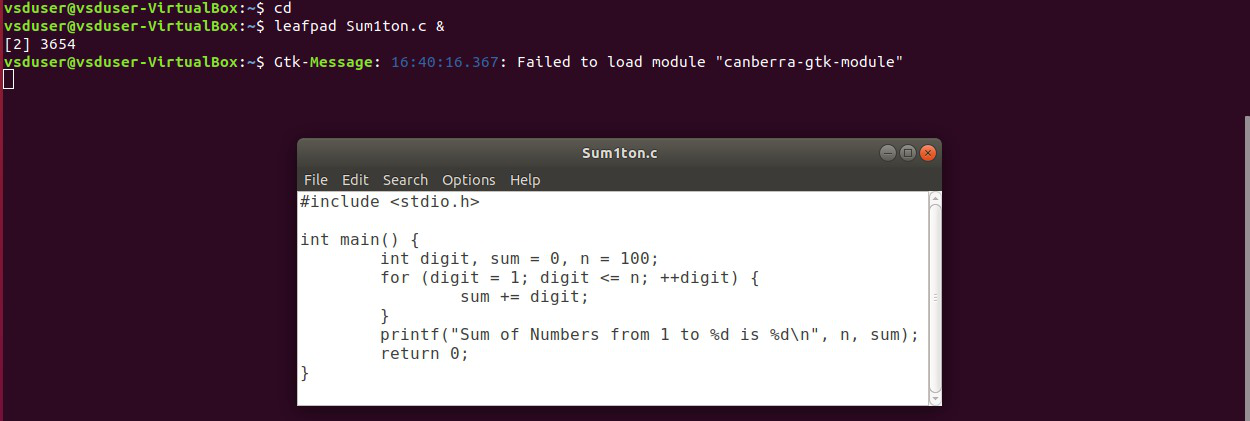 vsduser@vsduser-VirtualBox:~$ cd
vsduser@vsduser-VirtualBox:~$ leafpad Sum1ton.c &
[2] 3654
vsduser@vsduser-VirtualBox:~$ Gtk-Message: 16:40:16.367: Failed to load module "canberra-gtk-module"
Sum1ton.c
File Edit Search Options Help
#include <stdio.h>

int main() {
        int digit, sum = 0, n = 100;
        for (digit = 1; digit <= n; ++digit) {
                sum += digit;
        }
        printf("Sum of Numbers from 1 to %d is %d\n", n, sum);
        return 0;
}